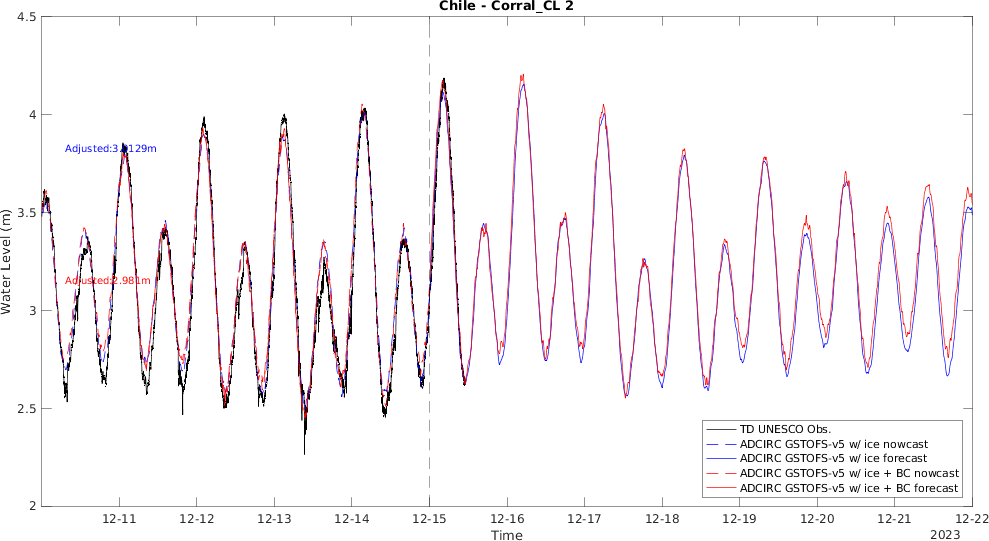 Chile - Corral_CL 2
4.5
4
3.5
3
2.5
2
Water Level (m)
Adjusted:
Adjusted:
12-11
12-12
12-13
12-14
12-15
12-16
12-17
12-18
12-19
12-20
12-21
12-22
Time
2023
TD UNESCO Obs.
ADCIRC GSTOFS-v5 w/ ice nowcast
ADCIRC GSTOFS-v5 w/ ice forecast
ADCIRC GSTOFS-v5 w/ ice + BC nowcast
ADCIRC GSTOFS-v5 w/ ice + BC forecast